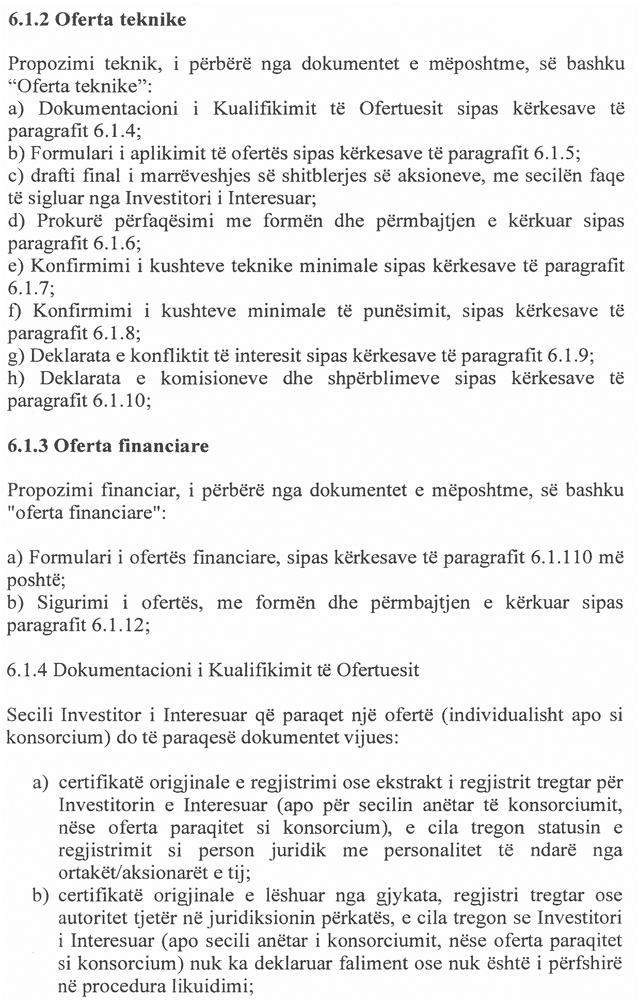 6.1.2 Oferta teknike
Propozimi teknik, i përbërë nga dokumentet e mëposhtme, së bashku
“Oferta teknike”:
a) Dokumentacioni i Kualifikimit të Ofertuesit sipas kërkesave të
paragrafit 6.1.4;
b) Formulari i aplikimit të ofertës sipas kërkesave të paragrafit 6.1.5;
c) drafti final i marrëveshjes së shitblerjes së aksioneve, me secilën faqe
të sigluar nga Investitori i Interesuar;
d) Prokurë përfaqësimi me formën dhe përmbajtjen e kërkuar sipas
paragrafit 6.1.6;
e) Konfirmimi i kushteve teknike minimale sipas kërkesave të paragrafit
6.1.7;
f) Konfirmimi i kushteve minimale të punësimit, sipas kërkesave të
paragrafit 6.1.8;
g) Deklarata e konfliktit të interesit sipas kërkesave të paragrafit 6.1.9;
h) Deklarata e komisioneve dhe shpërblimeve sipas kërkesave të
paragrafit 6.1.10;
6.1.3 Oferta financiare
Propozimi financiar, i përbërë nga dokumentet e mëposhtme, së bashku
"oferta financiare":
a) Formulari i ofertës financiare, sipas kërkesave të paragrafit 6.1.110 më
poshtë;
b) Sigurimi i ofertës, me formën dhe përmbajtjen e kërkuar sipas
paragrafit 6.1.12;
6.1.4 Dokumentacioni i Kualifikimit të Ofertuesit
Secili Investitor i Interesuar që paraqet një ofertë (individualisht apo si
konsorcium) do të paraqesë dokumentet vijues:
a) certifikatë origjinale e regjistrimi ose ekstrakt i regjistrit tregtar për
Investitorin e Interesuar (apo për secilin anëtar të konsorciumit,
nëse oferta paraqitet si konsorcium), e cila tregon statusin e
regjistrimit si person juridik me personalitet të ndarë nga
ortakët/aksionarët e tij;
b) certifikatë origjinale e lëshuar nga gjykata, regjistri tregtar ose
autoritet tjetër në juridiksionin përkatës, e cila tregon se Investitori
i Interesuar (apo secili anëtar i konsorciumit, nëse oferta paraqitet
si konsorcium) nuk ka deklaruar faliment ose nuk është i përfshirë
në procedura likuidimi;